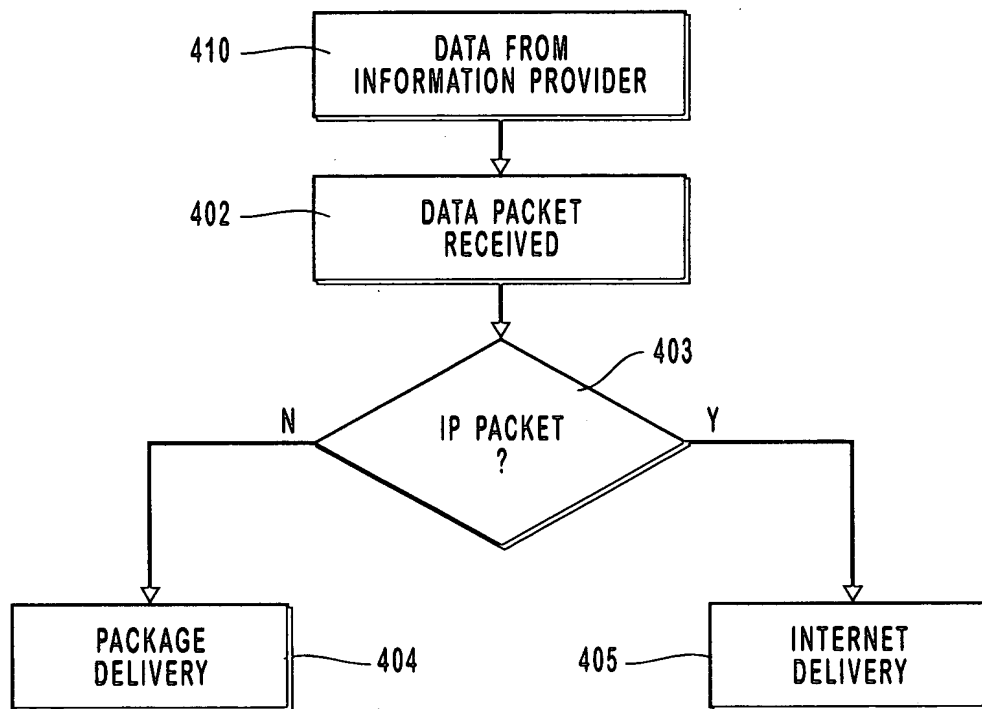 410
DATA FROM
INFORMATION PROVIDER
402
DATA PACKET
RECEIVED
403
N
IP PACKET
?
Y
PACKAGE
DELIVERY
404
405
INTERNET
DELIVERY